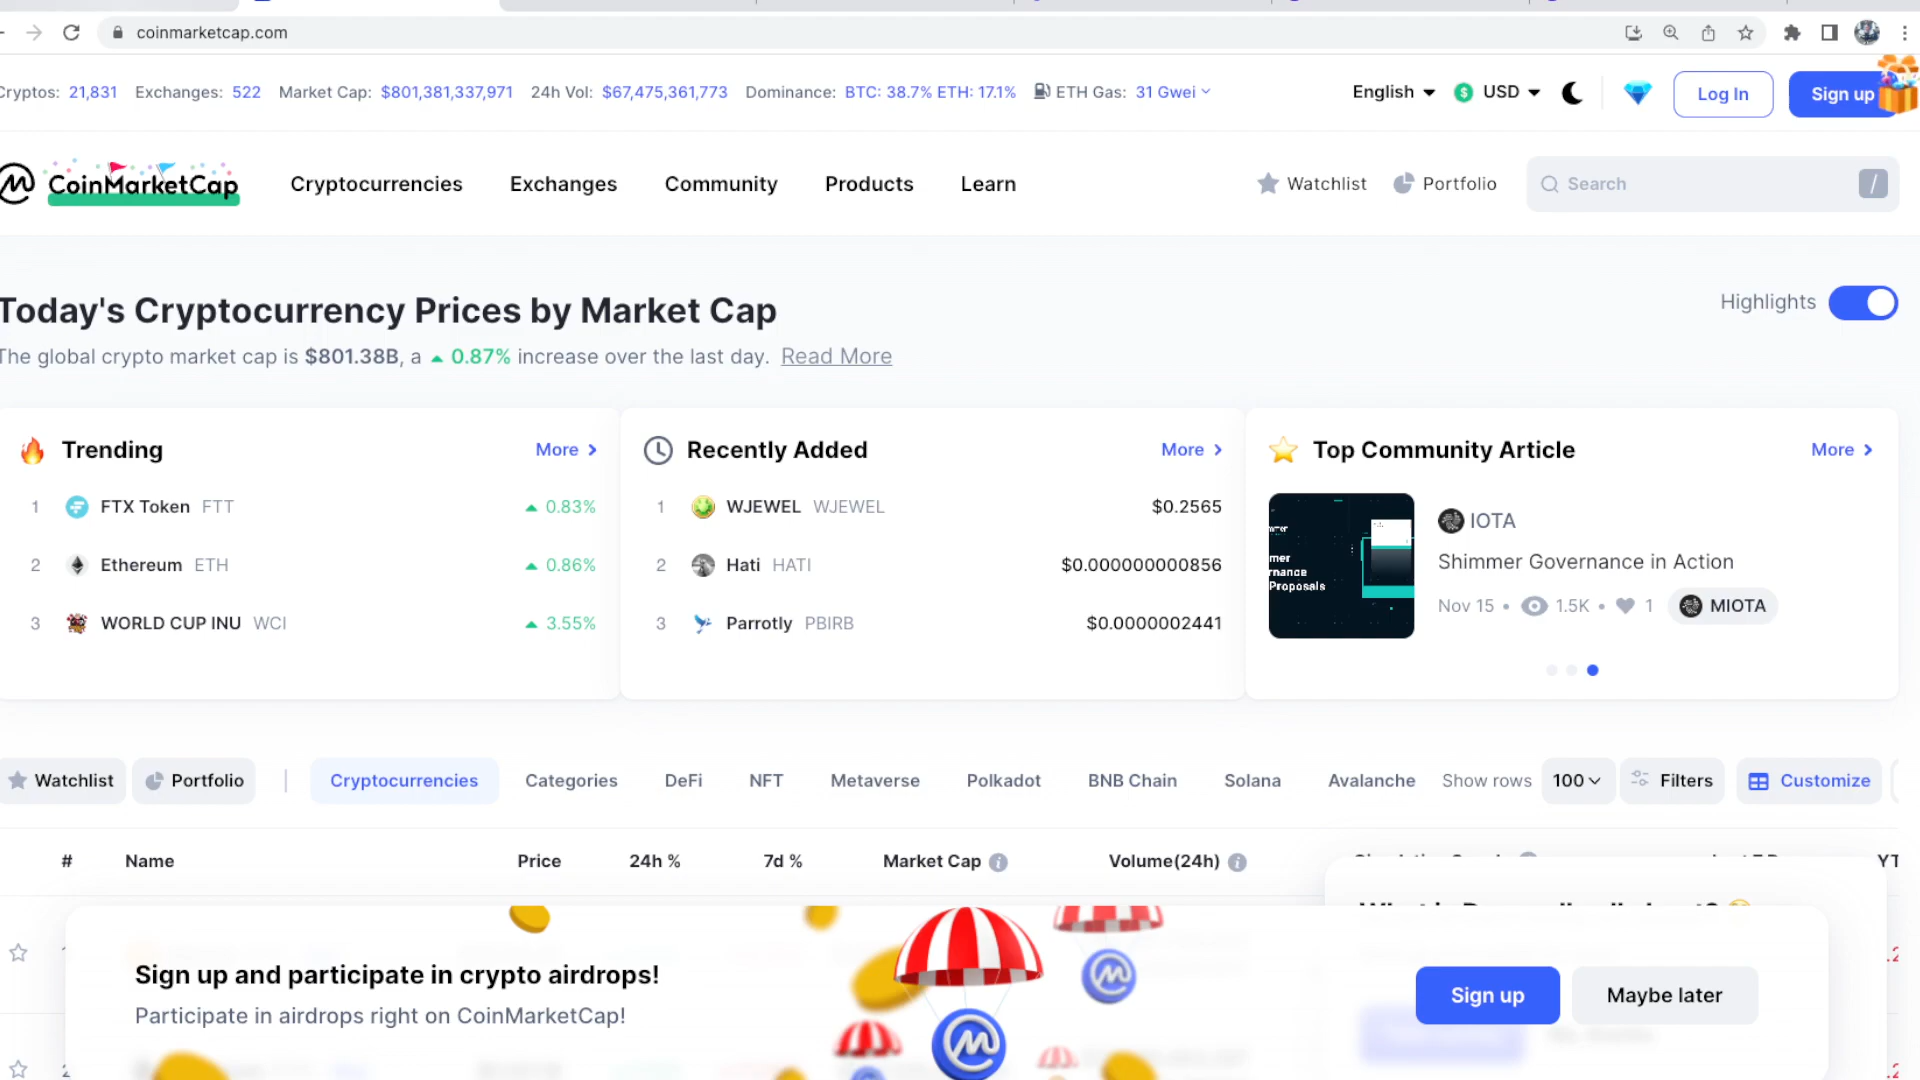 coinmarketcap.com
Cryptos: 21,831 Exchanges: 522 Market Cap: $801,381,337,971 24h Vol: $67,475,361,773 Dominance: BTC: 38.7% ETH: 17.1% ETH Gas: 31 Gwei English USD Log In Sign up
CoinMarketCap Cryptocurrencies Exchanges Community Products Learn Watchlist Portfolio Search /
Today's Cryptocurrency Prices by Market Cap Highlights
The global crypto market cap is $801.38B, a 0.87% increase over the last day. Read More
Trending More
1 FTX Token FTT 0.83%
2 Ethereum ETH 0.86%
3 WORLD CUP INU WCI 3.55%
Recently Added More
1 WJEWEL WJEWEL $0.2565
2 Hati HATI $0.000000000856
3 Parrotly PBIRB $0.0000002441
Top Community Article More
IOTA
Shimmer Governance in Action
Nov 15 • 1.5K • 1 MIOTA
mmer
mer
rnance
Proposals
Watchlist Portfolio Cryptocurrencies Categories DeFi NFT Metaverse Polkadot BNB Chain Solana Avalanche Show rows 100 Filters Customize
# Name Price 24h % 7d % Market Cap Volume(24h)
Sign up and participate in crypto airdrops!
Participate in airdrops right on CoinMarketCap!
Sign up Maybe later